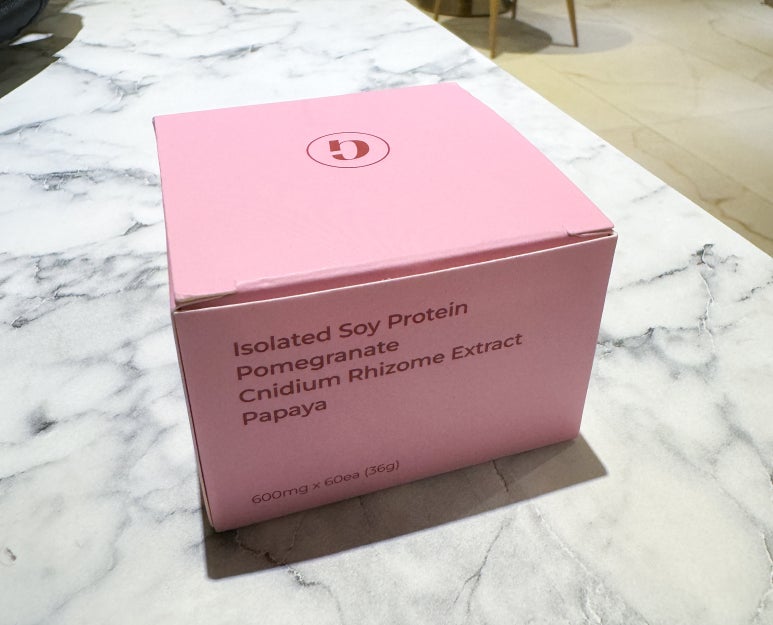 Isolated Soy Protein
Pomegranate
Cnidium Rhizome Extract
Papaya
600mg x 60ea (36g)